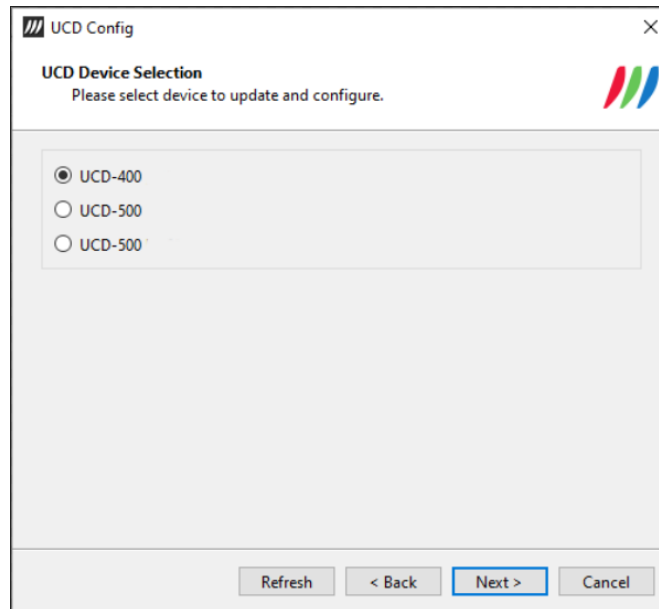 UCD Config
UCD Device Selection
Please select device to update and configure.
UCD-400
UCD-500
UCD-500
Refresh
< Back
Next >
Cancel